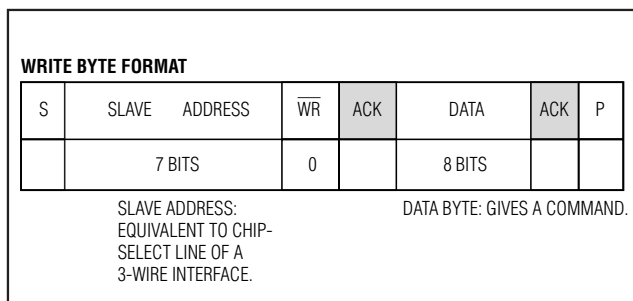 WRITE BYTE FORMAT
S SLAVE ADDRESS WR ACK DATA ACK P
7 BITS 0 8 BITS
SLAVE ADDRESS:
EQUIVALENT TO CHIP-
SELECT LINE OF A
3-WIRE INTERFACE.
DATA BYTE: GIVES A COMMAND.